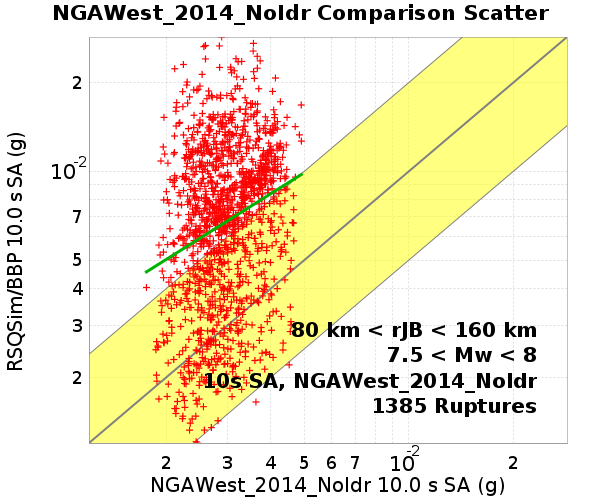 NGAWest_2014_NoIdr Comparison Scatter
RSQSim/BBP 10.0 s SA (g)
2
10-2
7
5
4
3
2
80 km < rJB < 160 km
7.5 < Mw < 8
10s SA, NGAWest_2014_NoIdr
1385 Ruptures
2 3 4 5 6 7 10-2 2
NGAWest_2014_NoIdr 10.0 s SA (g)